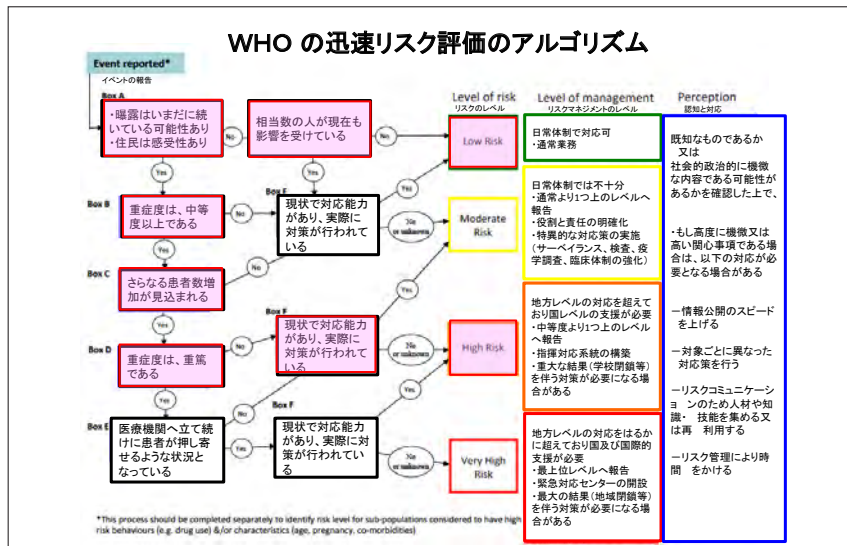 WHO の迅速リスク評価のアルゴリズム
Event reported*
イベントの報告
Box A
・曝露はいまだに続
いている可能性あり
・住民は感受性あり
No
相当数の人が現在も
影響を受けている
No
Yes
Yes
Box B
重症度は、中等
度以上である
No
現状で対応能力
があり、実際に
対策が行われて
いる
Yes
No
or unknown
Yes
Box C
さらなる患者数増
加が見込まれる
No
Yes
Box D
重症度は、重篤
である
No
Box F
現状で対応能力
があり、実際に
対策が行われて
いる
Yes
No
or unknown
Yes
Box E
医療機関へ立て続
けに患者が押し寄
せるような状況と
なっている
No
Yes
Box F
現状で対応能力
があり、実際に対
策が行われてい
る
Yes
No
or unknown
Level of risk
リスクのレベル
Low Risk
Moderate
Risk
High Risk
Very High
Risk
Level of management
リスクマネジメントのレベル
日常体制で対応可
・通常業務
日常体制では不十分
・通常より1つ上のレベルへ
報告
・役割と責任の明確化
・特異的な対応策の実施
(サーベイランス、検査、疫
学調査、臨床体制の強化)
地方レベルの対応を超えて
おり国レベルの支援が必要
・中等度より1つ上のレベル
へ報告
・指揮対応系統の構築
・重大な結果(学校閉鎖等)
を伴う対策が必要になる場
合がある
地方レベルの対応をはるか
に超えており国及び国際的
支援が必要
・最上位レベルへ報告
・緊急対応センターの開設
・最大の結果(地域閉鎖等)
を伴う対策が必要になる場
合がある
Perception
認知と対応
既知なものであるか
又は
社会的政治的に機微
な内容である可能性
があるかを確認した上で、
・もし高度に機微又は
高い関心事項である場
合は、以下の対応が必
要となる場合がある
－情報公開のスピード
を上げる
－対象ごとに異なった
対応策を行う
－リスクコミュニケーシ
ョ ンのため人材や知
識・ 技能を集める又
は再 利用する
－リスク管理により時
間 をかける
*This process should be completed separately to identify risk level for sub-populations considered to have high
risk behaviours (e.g. drug use) &/or characteristics (age, pregnancy, co-morbidities)